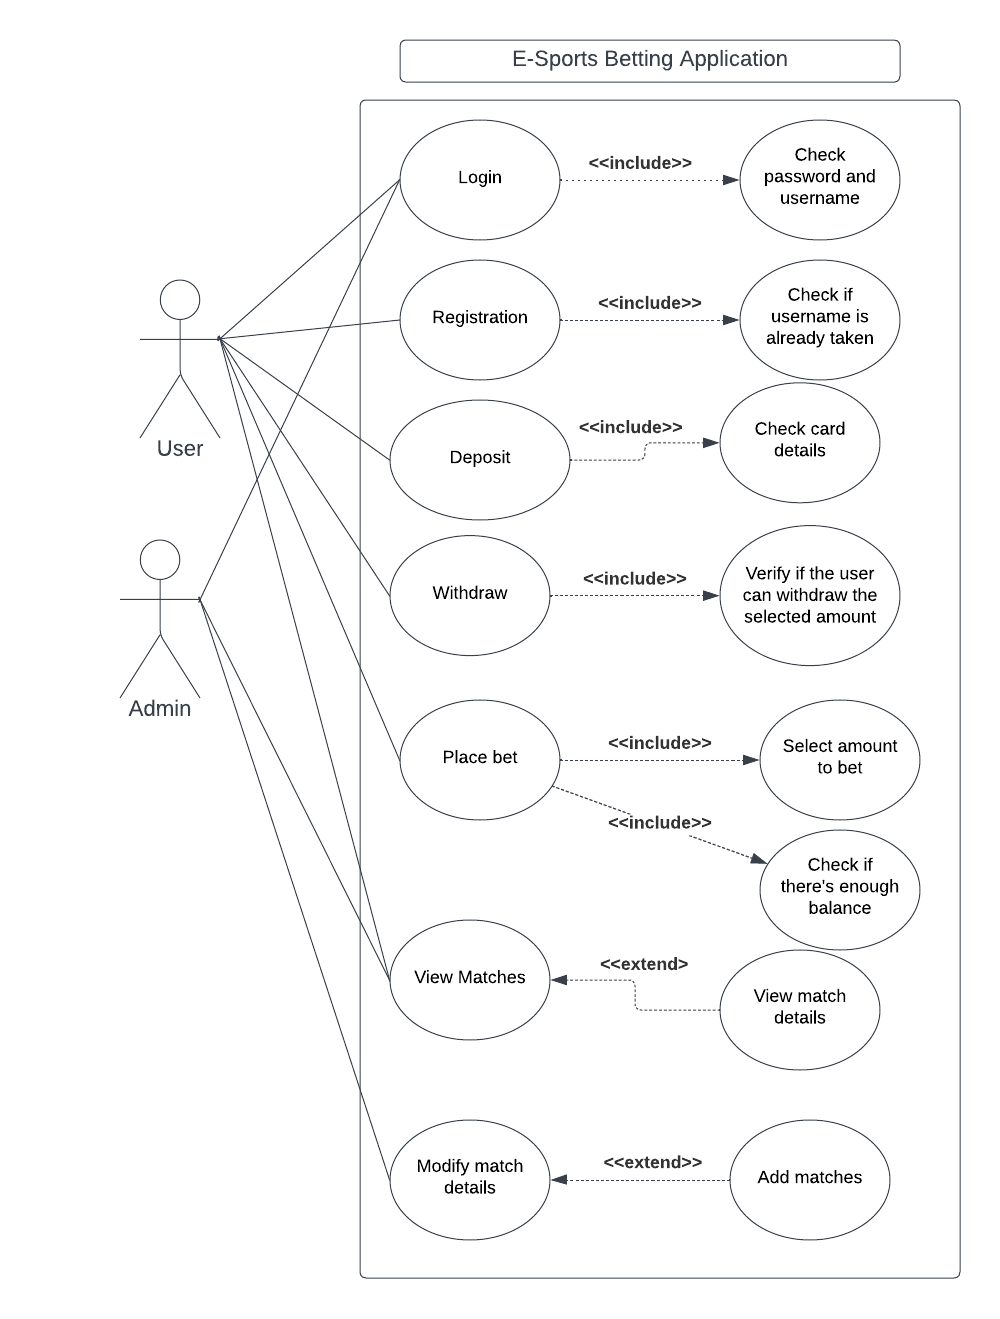 E-Sports Betting Application
Login
<<include>>
Check
password and
username
Registration
<<include>>
Check if
username is
already taken
User
Deposit
<<include>>
Check card
details
Withdraw
<<include>>
Verify if the user
can withdraw the
selected amount
Admin
Place bet
<<include>>
Select amount
to bet
<<include>>
Check if
there's enough
balance
View Matches
<<extend>
View match
details
Modify match
details
<<extend>>
Add matches